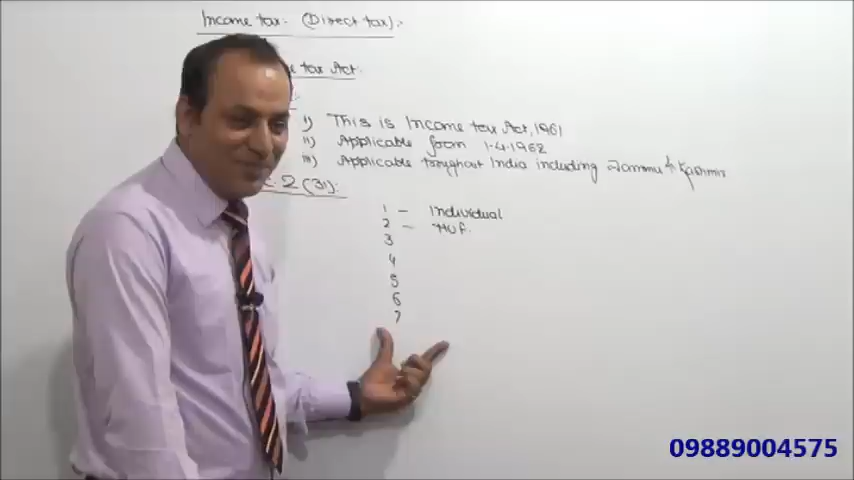 Income tax:- (Direct tax):-
tax Act:
i) This is Income tax Act, 1961
ii) Applicable from 1.4.1962
iii) Applicable troyghout India including Jammu & Kashmir
c. 2 (31):
1 - Individual
2 - HUF.
3
4
5
6
7
09889004575